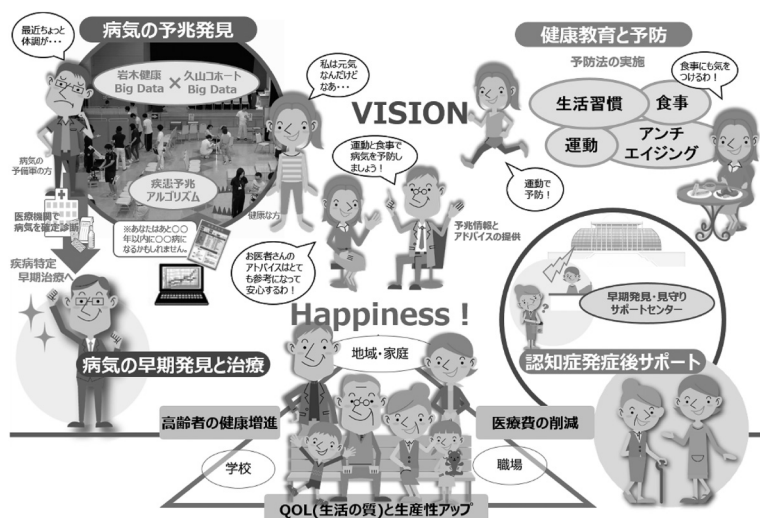 病気の予兆発見
最近ちょっと
体調が・・・
岩木健康
Big Data
×
久山コホート
Big Data
私は元気
なんだけど
なあ・・・
疾患予兆
アルゴリズム
病気の
予備軍の方
健康な方
医療機関で
病気を確定診断
※あなたはあと〇〇
年以内に〇〇病に
なるかもしれません。
疾病特定
早期治療へ
病気の早期発見と治療
VISION
運動と食事で
病気を予防し
ましょう！
予兆情報と
アドバイスの提供
お医者さんの
アドバイスはとて
も参考になって
安心するわ！
健康教育と予防
予防法の実施
生活習慣
食事
運動
アンチ
エイジング
食事にも気を
つけるわ！
運動で
予防！
早期発見・見守り
サポートセンター
認知症発症後サポート
Happiness！
地域・家庭
高齢者の健康増進
医療費の削減
学校
職場
QOL(生活の質)と生産性アップ